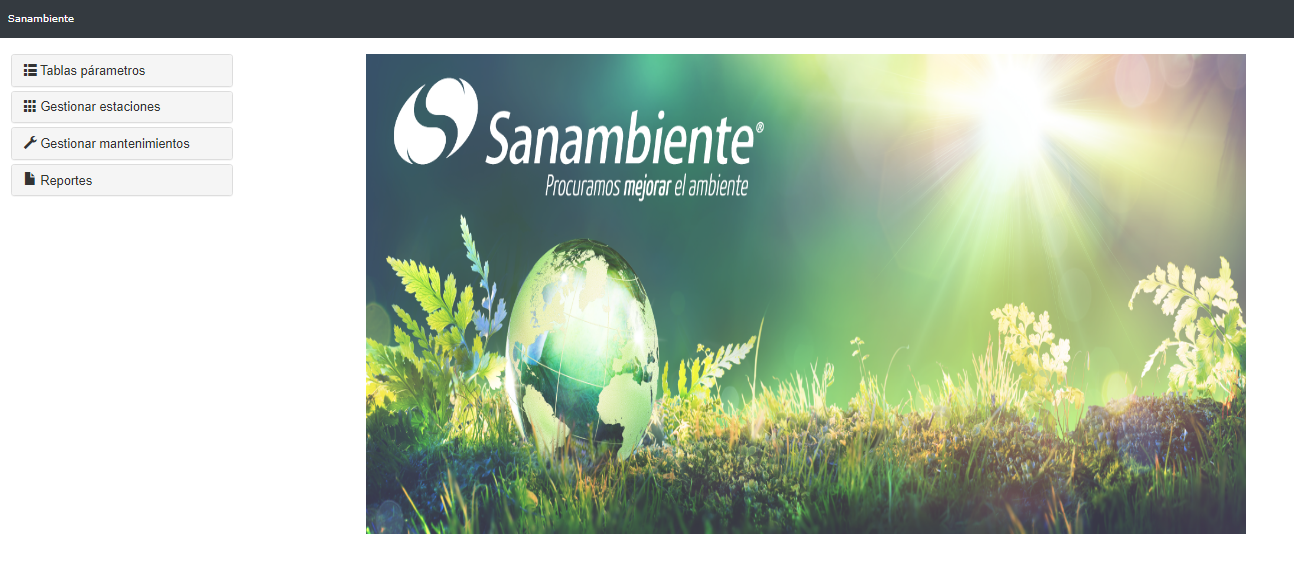 Sanambiente
Tablas párametros
Gestionar estaciones
Gestionar mantenimientos
Reportes
Sanambiente®
Procuramos mejorar el ambiente